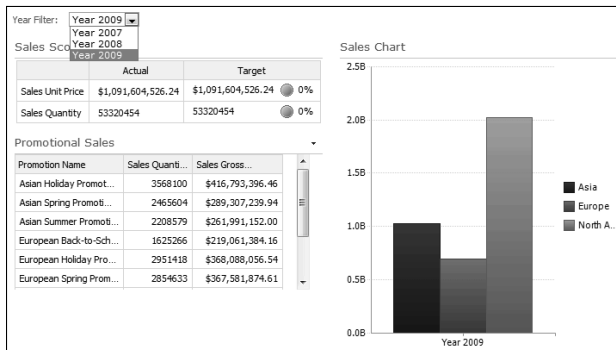 Year Filter: Year 2009
Year 2007
Year 2008
Year 2009
Sales Sco
Actual Target
Sales Unit Price $1,091,604,526.24 $1,091,604,526.24 0%
Sales Quantity 53320454 53320454 0%
Promotional Sales
Promotion Name Sales Quanti... Sales Gross...
Asian Holiday Promot... 3568100 $416,793,396.46
Asian Spring Promoti... 2465604 $289,307,239.94
Asian Summer Promoti... 2208579 $261,991,152.00
European Back-to-Sch... 1625266 $219,061,384.16
European Holiday Pro... 2951418 $368,088,056.54
European Spring Prom... 2854633 $367,581,874.61
Sales Chart
2.5B
2.0B
1.5B
1.0B
0.5B
0.0B
Year 2009
Asia
Europe
North A...